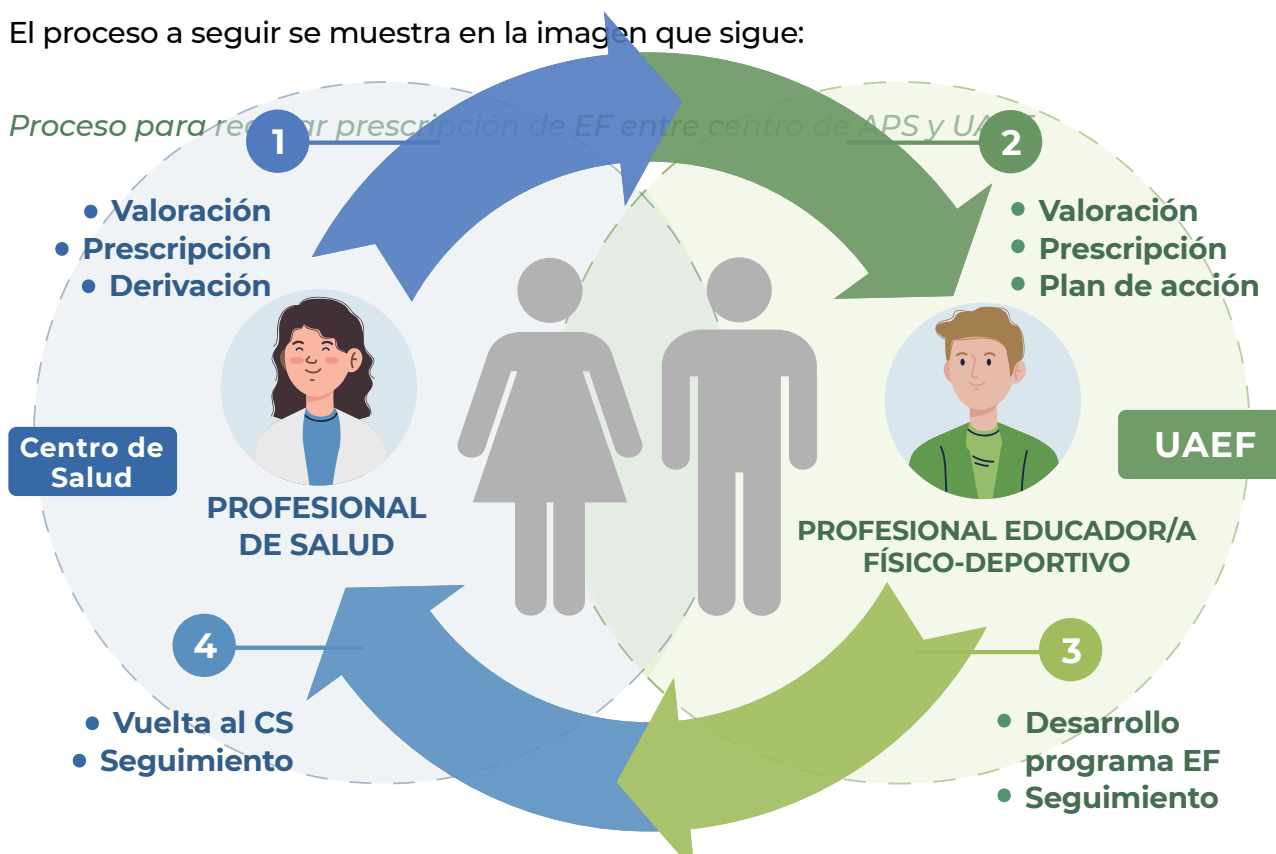 El proceso a seguir se muestra en la imagen que sigue:
Proceso para prescripción de EF entre centro de APS y
1
2
Valoración
Prescripción
Derivación
Valoración
Prescripción
Plan de acción
Centro de
Salud
UAEF
PROFESIONAL
DE SALUD
PROFESIONAL EDUCADOR/A
FÍSICO-DEPORTIVO
4
3
Vuelta al CS
Seguimiento
Desarrollo
programa EF
Seguimiento